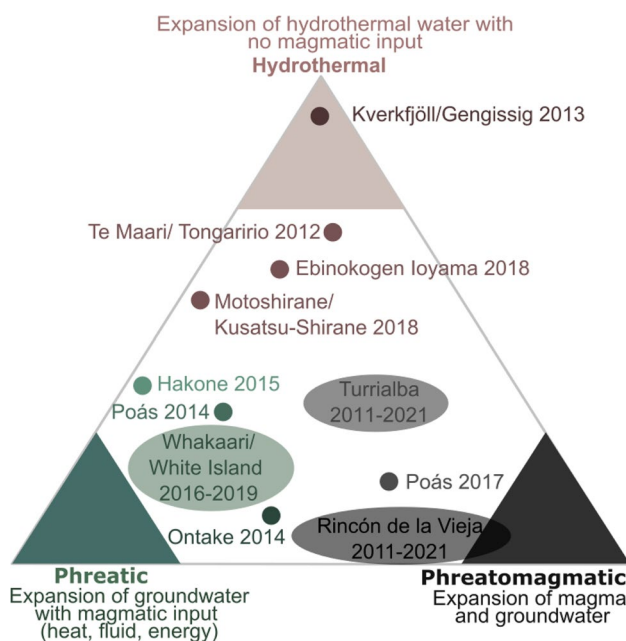 Expansion of hydrothermal water with
no magmatic input
Hydrothermal
Kverkfjöll/Gengissig 2013
Te Maari/ Tongaririo 2012
Ebinokogen Ioyama 2018
Motoshirane/
Kusatsu-Shirane 2018
Hakone 2015
Poás 2014
Turrialba
2011-2021
Whakaari/
White Island
2016-2019
Poás 2017
Ontake 2014
Rincón de la Vieja
2011-2021
Phreatic
Expansion of groundwater
with magmatic input
(heat, fluid, energy)
Phreatomagmatic
Expansion of magma
and groundwater